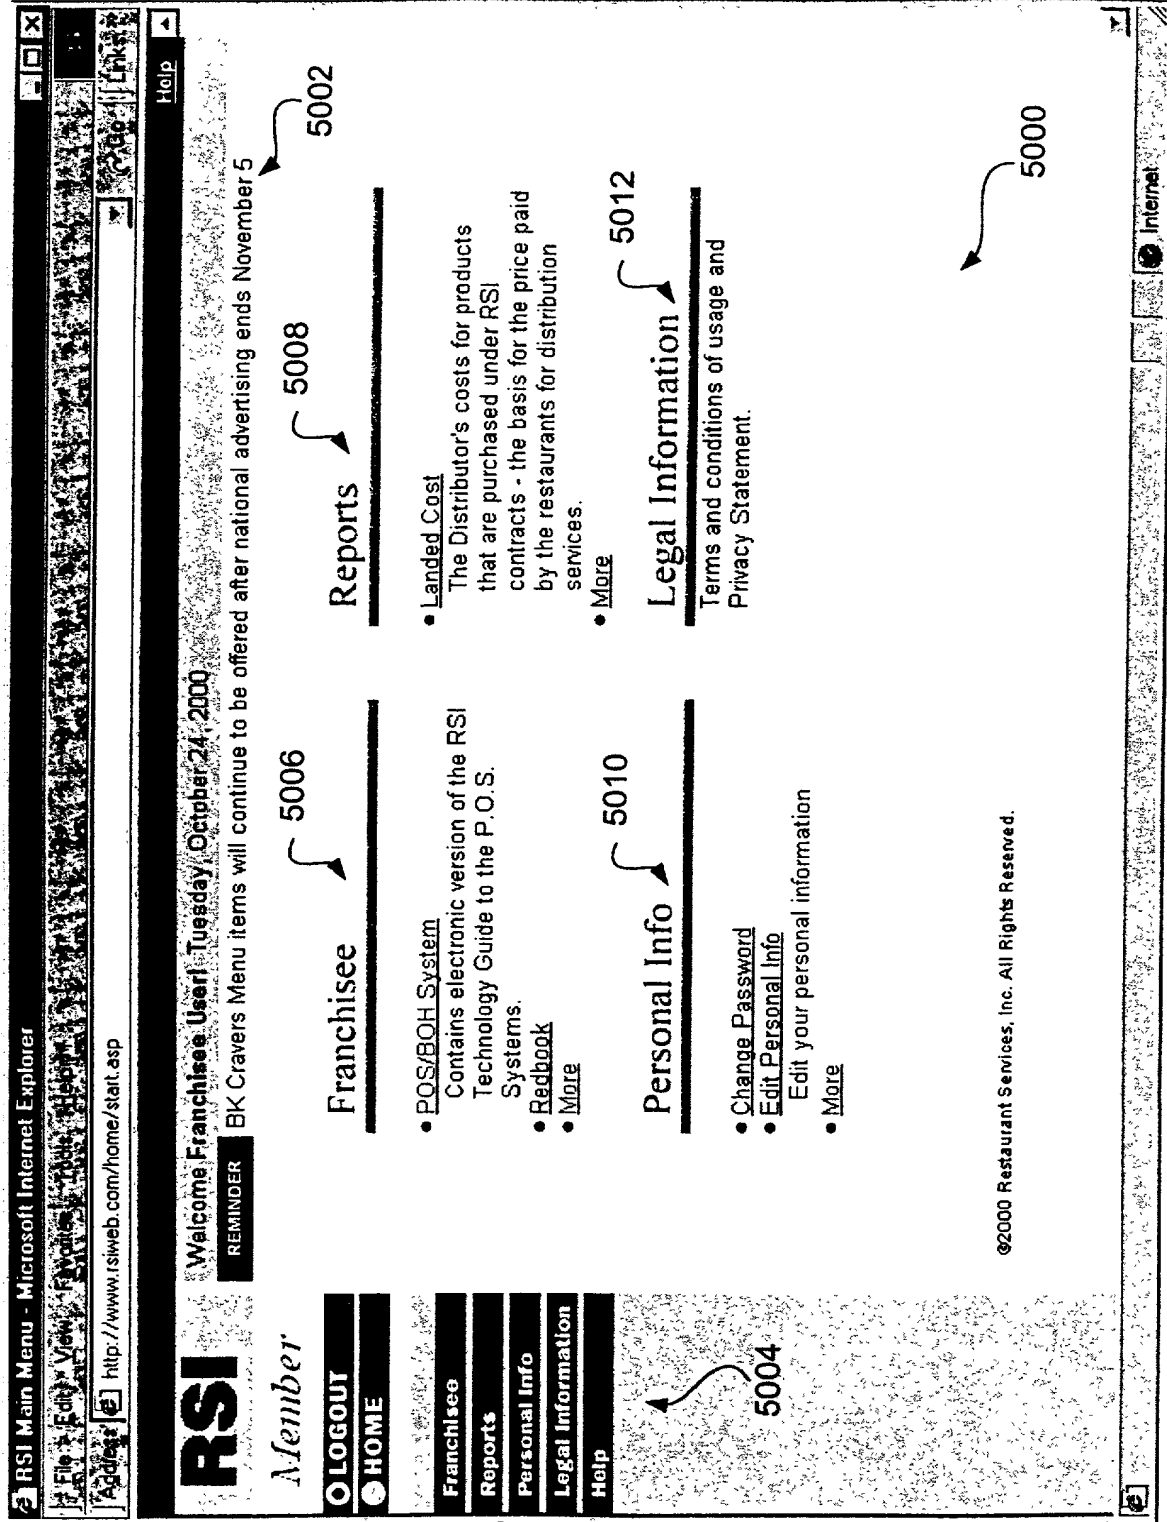 RSI Main Menu - Microsoft Internet Explorer
File Edit View Favorites Tools Help
Address http://www.rsiweb.com/home/start.asp Go Links »
Help
RSI
Welcome Franchisee User! Tuesday, October 24, 2000
REMINDER BK Cravers Menu items will continue to be offered after national advertising ends November 5
5002
Member
LOGOUT
HOME
Franchisee
Reports
Personal Info
Legal Information
Help
5004
Franchisee
5006
• POS/BOH System
Contains electronic version of the RSI
Technology Guide to the P.O.S.
Systems.
• Redbook
• More
Reports
5008
• Landed Cost
The Distributor's costs for products
that are purchased under RSI
contracts - the basis for the price paid
by the restaurants for distribution
services.
• More
Personal Info
5010
• Change Password
• Edit Personal Info
Edit your personal information
• More
Legal Information
5012
Terms and conditions of usage and
Privacy Statement.
©2000 Restaurant Services, Inc. All Rights Reserved.
5000
Internet